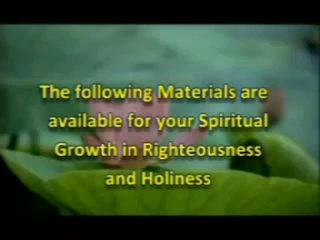 The following Materials are
available for your Spiritual
Growth in Righteousness
and Holiness